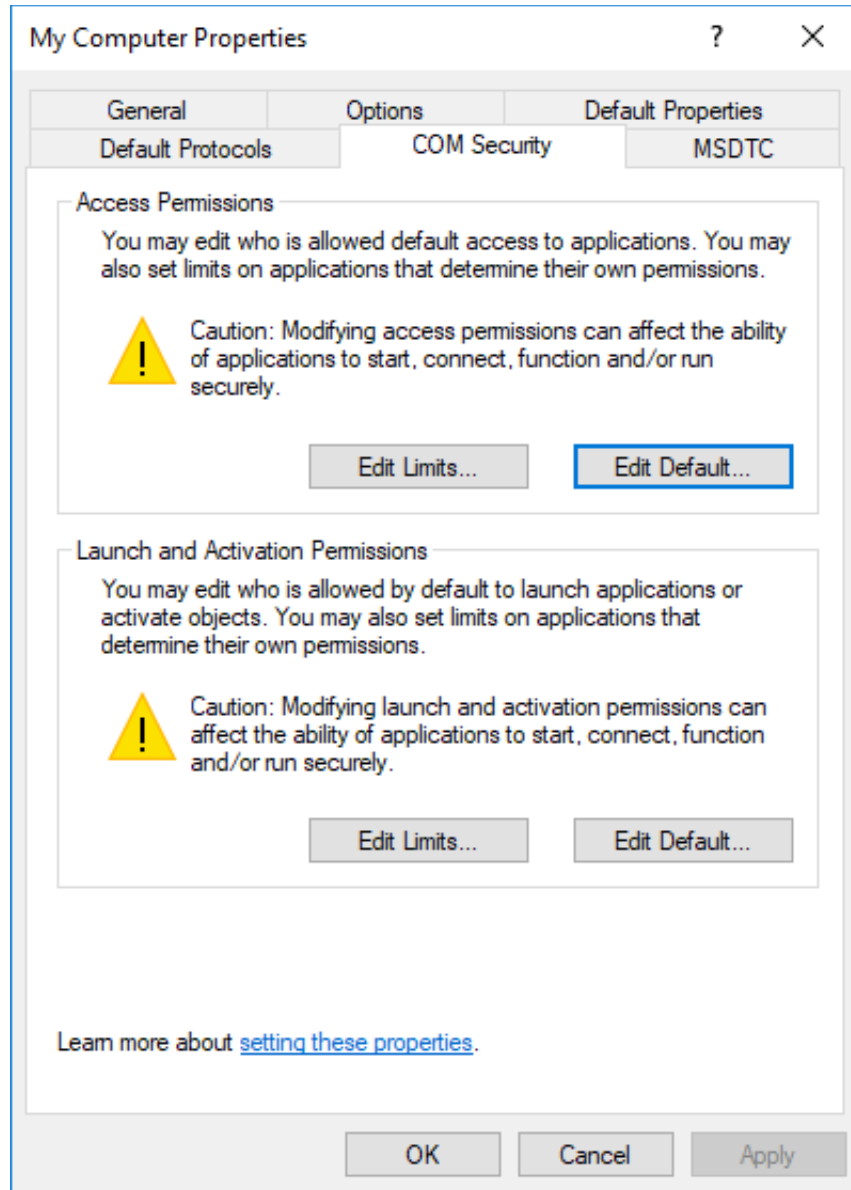 My Computer Properties
?
General
Options
Default Properties
Default Protocols
COM Security
MSDTC
Access Permissions
You may edit who is allowed default access to applications. You may
also set limits on applications that determine their own permissions.
Caution: Modifying access permissions can affect the ability
of applications to start, connect, function and/or run
securely.
Edit Limits...
Edit Default...
Launch and Activation Permissions
You may edit who is allowed by default to launch applications or
activate objects. You may also set limits on applications that
determine their own permissions.
Caution: Modifying launch and activation permissions can
affect the ability of applications to start, connect, function
and/or run securely.
Edit Limits...
Edit Default...
Learn more about setting these properties.
OK
Cancel
Apply